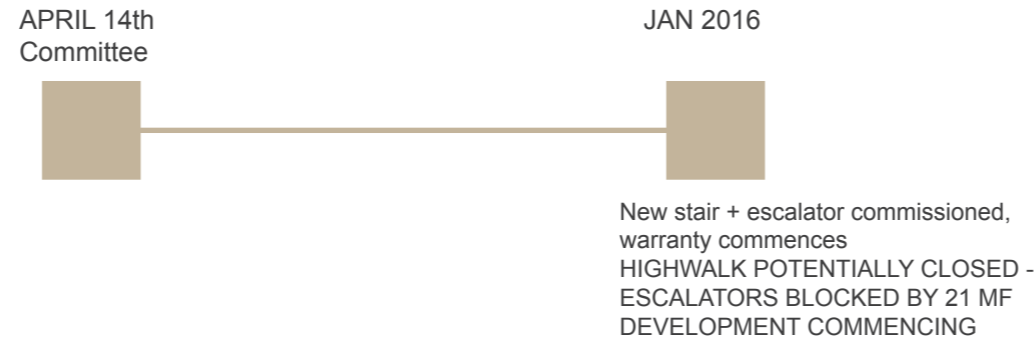 APRIL 14th
Committee
JAN 2016
New stair + escalator commissioned,
warranty commences
HIGHWALK POTENTIALLY CLOSED -
ESCALATORS BLOCKED BY 21 MF
DEVELOPMENT COMMENCING